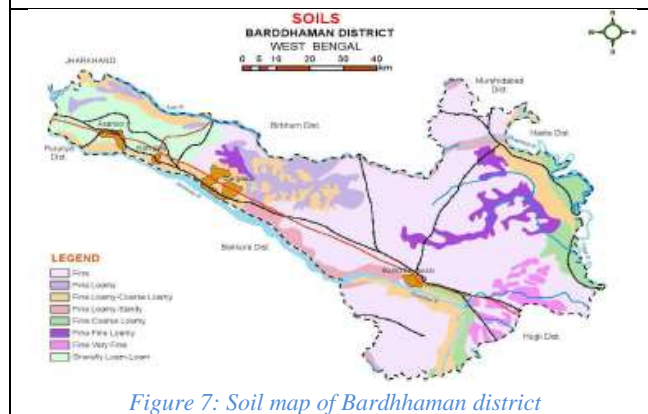 SOILS
BARDDHAMAN DISTRICT
WEST BENGAL
0 5 10 20 30 40
KM
JHARKHAND
Murshidabad
Dist.
Birbhum Dist.
Nadia Dist.
Puruliya
Dist.
Bankura Dist.
Hugli Dist.
LEGEND
Fine
Fine Loamy
Fine Loamy-Coarse Loamy
Fine Loamy-Sandy
Fine-Coarse Loamy
Fine-Fine Loamy
Fine-Very Fine
Gravelly Loam-Loam
Figure 7: Soil map of Bardhhaman district